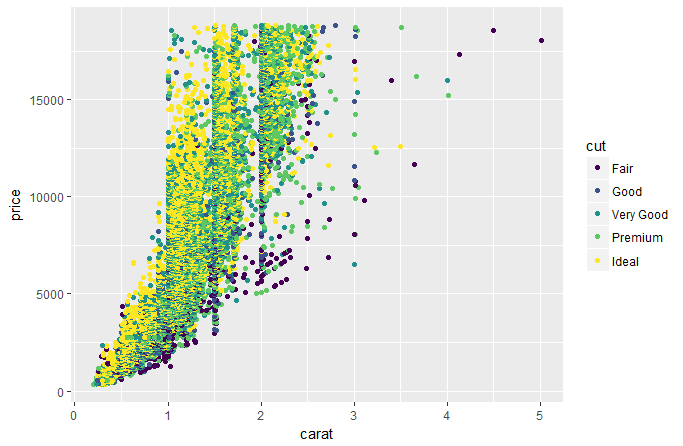 price
15000
10000
5000
0
0 1 2 3 4 5
carat
cut
Fair
Good
Very Good
Premium
Ideal